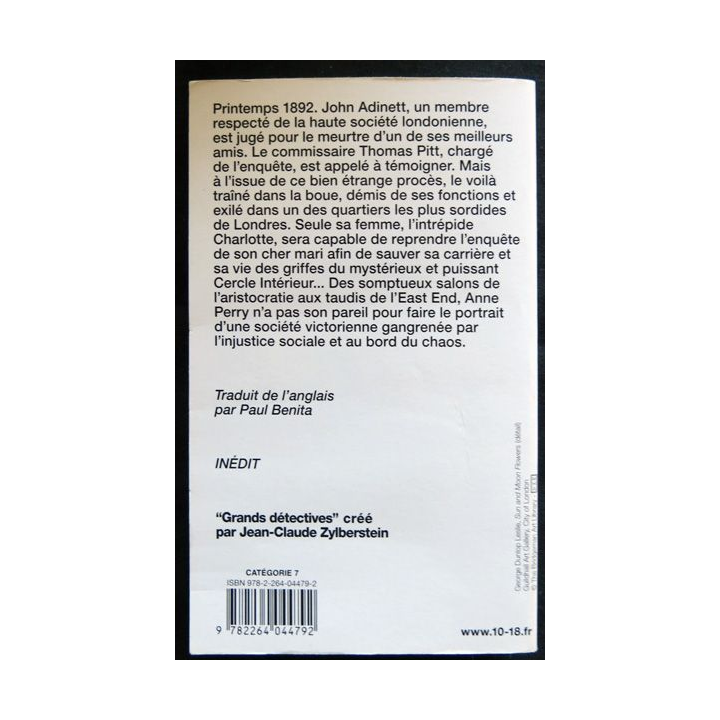 Printemps 1892. John Adinett, un membre
respecté de la haute société londonienne,
est jugé pour le meurtre d'un de ses meilleurs
amis. Le commissaire Thomas Pitt, chargé
de l'enquête, est appelé à témoigner. Mais
à l'issue de ce bien étrange procès, le voilà
traîné dans la boue, démis de ses fonctions et
exilé dans un des quartiers les plus sordides
de Londres. Seule sa femme, l'intrépide
Charlotte, sera capable de reprendre l'enquête
de son cher mari afin de sauver sa carrière et
sa vie des griffes du mystérieux et puissant
Cercle Intérieur... Des somptueux salons de
l'aristocratie aux taudis de l'East End, Anne
Perry n'a pas son pareil pour faire le portrait
d'une société victorienne gangrenée par
l'injustice sociale et au bord du chaos.
Traduit de l'anglais
par Paul Benita
INÉDIT
"Grands détectives" créé
par Jean-Claude Zylberstein
CATÉGORIE 7
ISBN 978-2-264-04479-2
9 782264 044792
www.10-18.fr
George Dunlop Leslie, Sun and Moon Flowers (détail)
Guildhall Art Gallery, City of London
© The Bridgeman Art Library